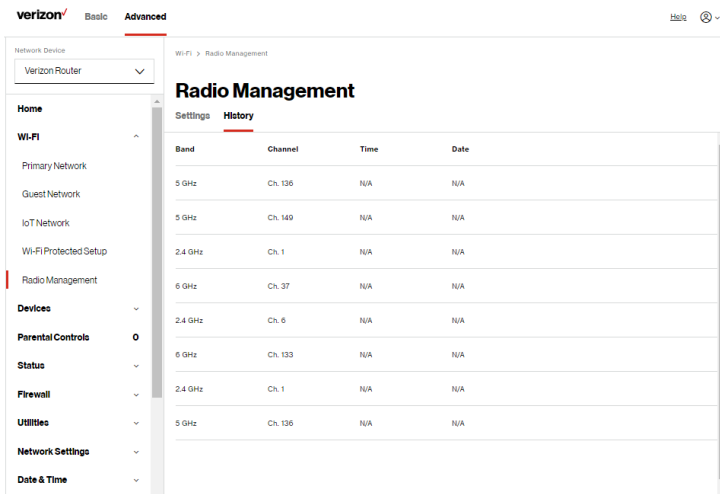 verizon✓ Basic Advanced Help
Network Device
Verizon Router
Home
Wi-Fi
Primary Network
Guest Network
IoT Network
Wi-Fi Protected Setup
Radio Management
Devices
Parental Controls 0
Status
Firewall
Utilities
Network Settings
Date & Time
Wi-Fi > Radio Management
Radio Management
Settings History
Band Channel Time Date
5 GHz Ch. 136 N/A N/A
5 GHz Ch. 149 N/A N/A
2.4 GHz Ch. 1 N/A N/A
6 GHz Ch. 37 N/A N/A
2.4 GHz Ch. 6 N/A N/A
6 GHz Ch. 133 N/A N/A
2.4 GHz Ch. 1 N/A N/A
5 GHz Ch. 136 N/A N/A